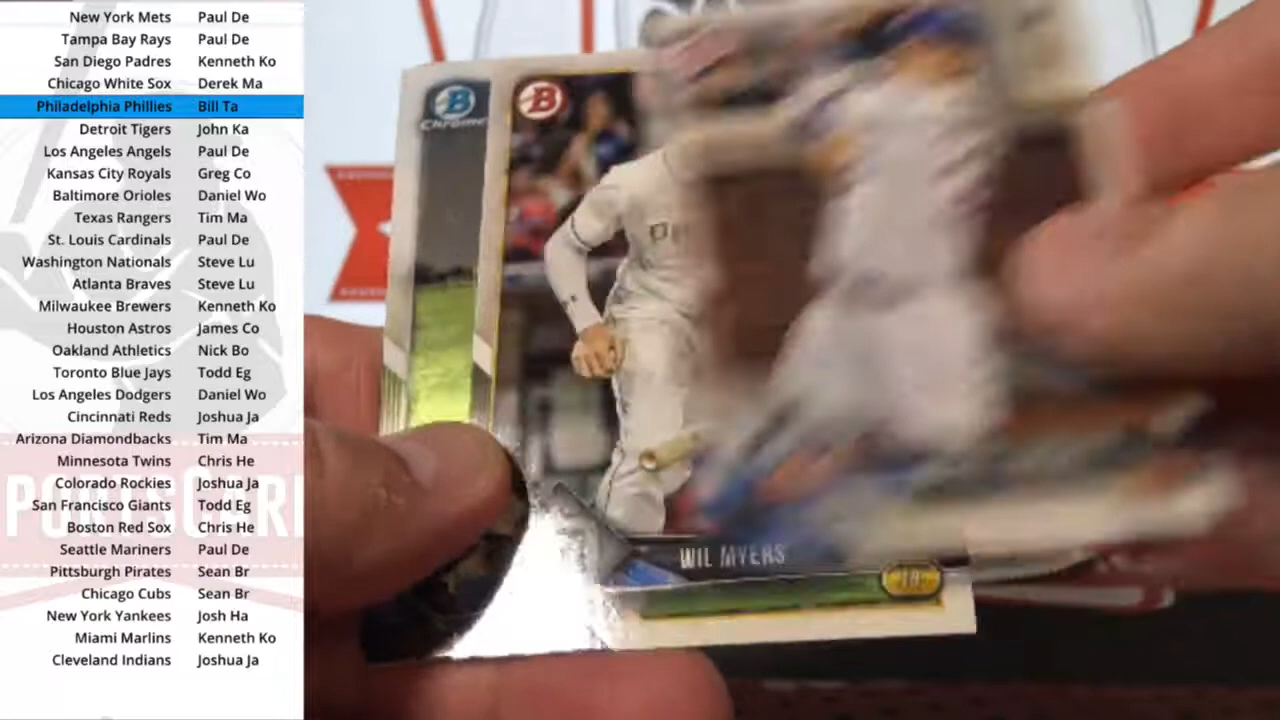 New York Mets Paul De
Tampa Bay Rays Paul De
San Diego Padres Kenneth Ko
Chicago White Sox Derek Ma
Philadelphia Phillies Bill Ta
Detroit Tigers John Ka
Los Angeles Angels Paul De
Kansas City Royals Greg Co
Baltimore Orioles Daniel Wo
Texas Rangers Tim Ma
St. Louis Cardinals Paul De
Washington Nationals Steve Lu
Atlanta Braves Steve Lu
Milwaukee Brewers Kenneth Ko
Houston Astros James Co
Oakland Athletics Nick Bo
Toronto Blue Jays Todd Eg
Los Angeles Dodgers Daniel Wo
Cincinnati Reds Joshua Ja
Arizona Diamondbacks Tim Ma
Minnesota Twins Chris He
Colorado Rockies Joshua Ja
San Francisco Giants Todd Eg
Boston Red Sox Chris He
Seattle Mariners Paul De
Pittsburgh Pirates Sean Br
Chicago Cubs Sean Br
New York Yankees Josh Ha
Miami Marlins Kenneth Ko
Cleveland Indians Joshua Ja
B
Chrome
B
WIL MYERS